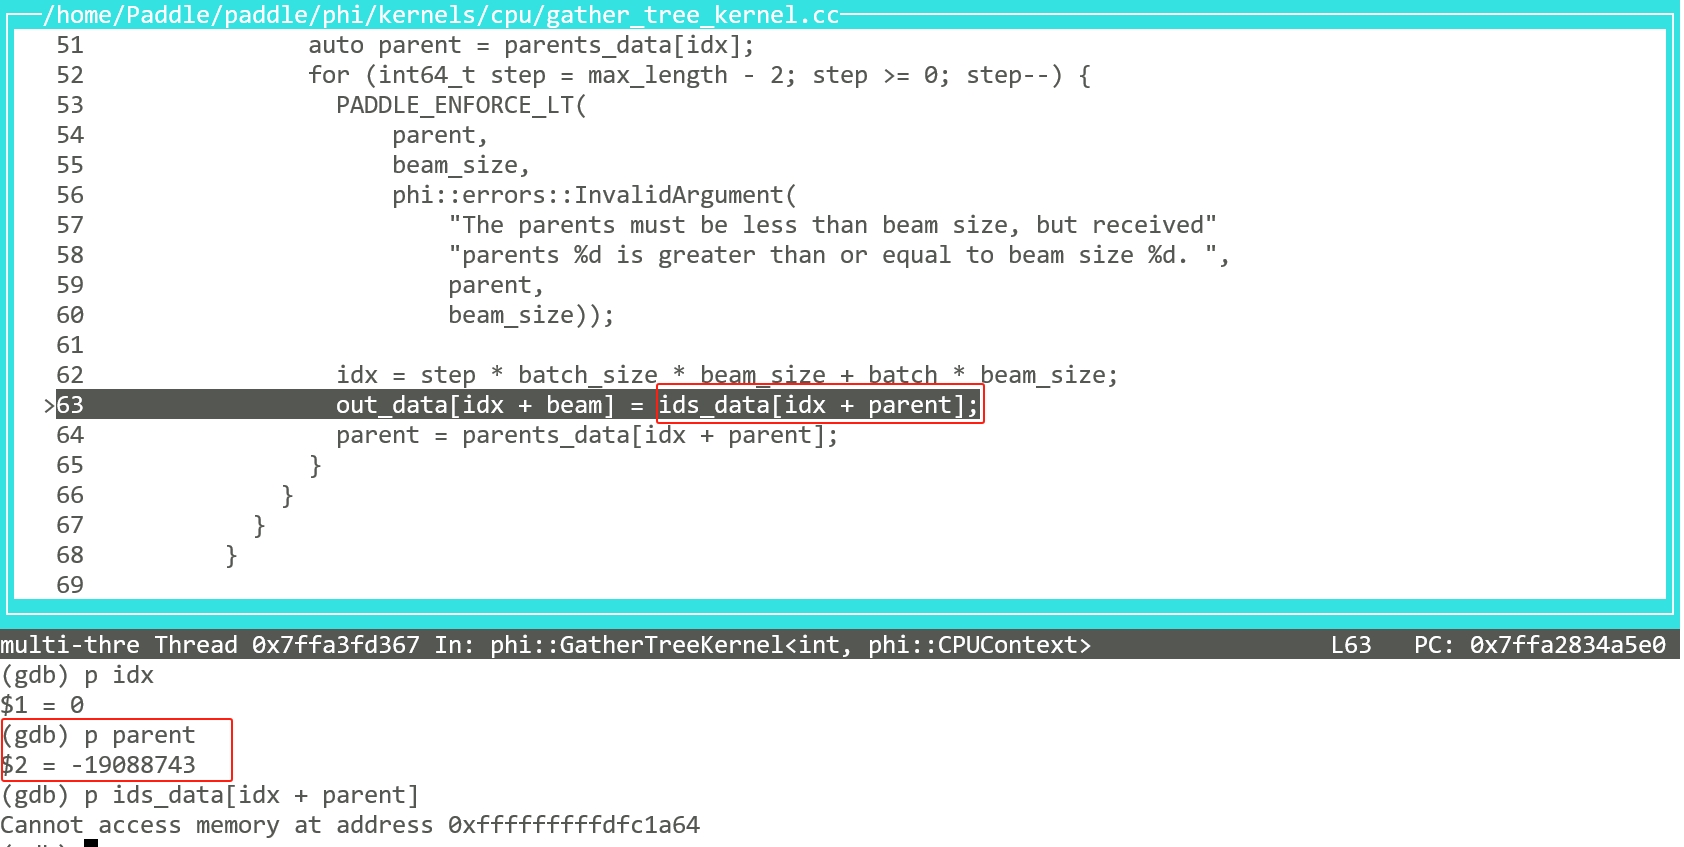 /home/Paddle/paddle/phi/kernels/cpu/gather_tree_kernel.cc
51                auto parent = parents_data[idx];
52                for (int64_t step = max_length - 2; step >= 0; step--) {
53                  PADDLE_ENFORCE_LT(
54                      parent,
55                      beam_size,
56                      phi::errors::InvalidArgument(
57                          "The parents must be less than beam size, but received"
58                          "parents %d is greater than or equal to beam size %d. ",
59                          parent,
60                          beam_size));
61
62                  idx = step * batch_size * beam_size + batch * beam_size;
>63                  out_data[idx + beam] = ids_data[idx + parent];
64                  parent = parents_data[idx + parent];
65                }
66              }
67            }
68          }
69
multi-thre Thread 0x7ffa3fd367 In: phi::GatherTreeKernel<int, phi::CPUContext> L63 PC: 0x7ffa2834a5e0
(gdb) p idx
$1 = 0
(gdb) p parent
$2 = -19088743
(gdb) p ids_data[idx + parent]
Cannot access memory at address 0xfffffffffdfc1a64